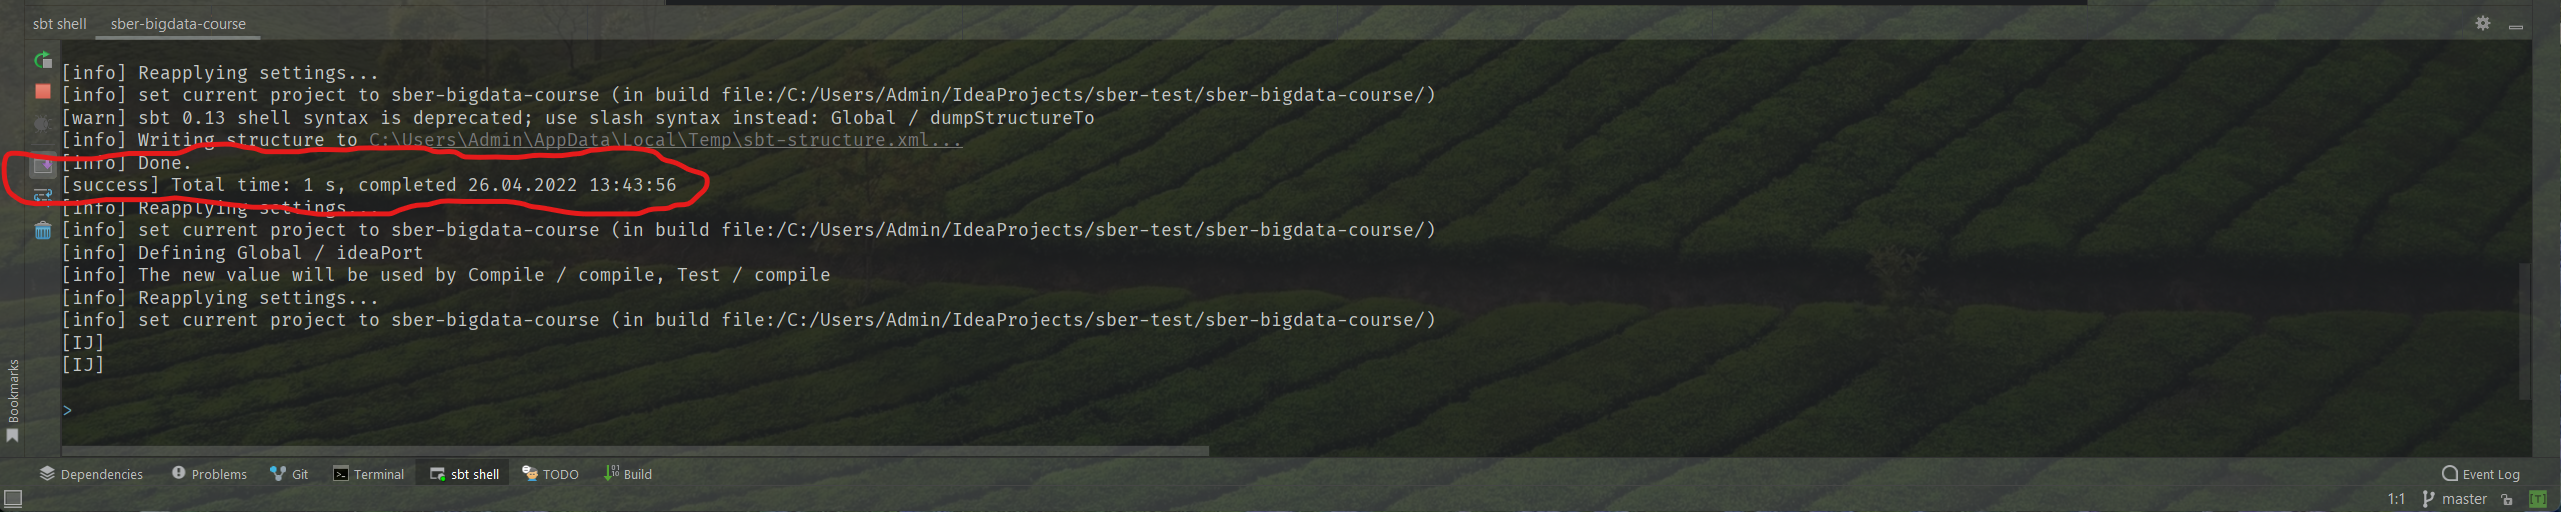 sbt shell sber-bigdata-course
[info] Reapplying settings...
[info] set current project to sber-bigdata-course (in build file:/C:/Users/Admin/IdeaProjects/sber-test/sber-bigdata-course/)
[warn] sbt 0.13 shell syntax is deprecated; use slash syntax instead: Global / dumpStructureTo
[info] Writing structure to C:\Users\Admin\AppData\Local\Temp\sbt-structure.xml...
[info] Done.
[success] Total time: 1 s, completed 26.04.2022 13:43:56
[info] Reapplying settings...
[info] set current project to sber-bigdata-course (in build file:/C:/Users/Admin/IdeaProjects/sber-test/sber-bigdata-course/)
[info] Defining Global / ideaPort
[info] The new value will be used by Compile / compile, Test / compile
[info] Reapplying settings...
[info] set current project to sber-bigdata-course (in build file:/C:/Users/Admin/IdeaProjects/sber-test/sber-bigdata-course/)
[IJ]
[IJ]
>
Bookmarks
Dependencies Problems Git Terminal sbt shell TODO Build Event Log
1:1 master [T]